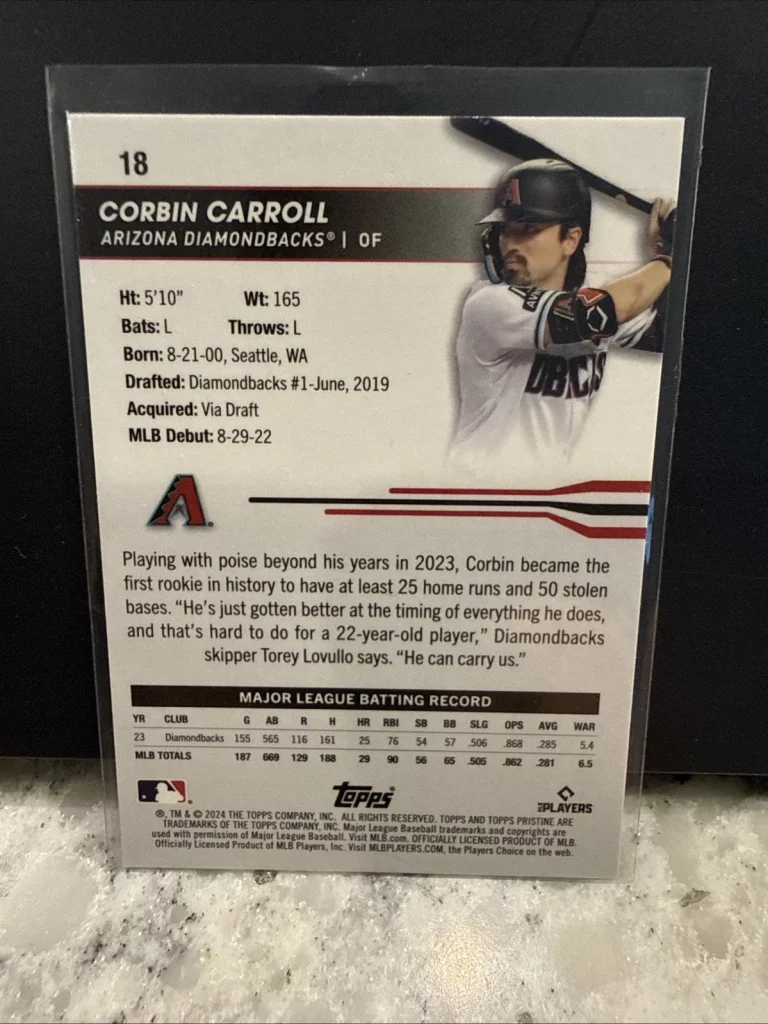 18
CORBIN CARROLL
ARIZONA DIAMONDBACKS® | OF
Ht: 5'10" Wt: 165
Bats: L Throws: L
Born: 8-21-00, Seattle, WA
Drafted: Diamondbacks #1-June, 2019
Acquired: Via Draft
MLB Debut: 8-29-22
Playing with poise beyond his years in 2023, Corbin became the
first rookie in history to have at least 25 home runs and 50 stolen
bases. “He’s just gotten better at the timing of everything he does,
and that’s hard to do for a 22-year-old player,” Diamondbacks
skipper Torey Lovullo says. “He can carry us.”
MAJOR LEAGUE BATTING RECORD
YR CLUB G AB R H HR RBI SB BB SLG OPS AVG WAR
23 Diamondbacks 155 565 116 161 25 76 54 57 .506 .868 .285 5.4
MLB TOTALS 187 669 129 188 29 90 56 65 .505 .862 .281 6.5
Topps
PLAYERS
®, TM & © 2024 THE TOPPS COMPANY, INC. ALL RIGHTS RESERVED. TOPPS AND TOPPS PRISTINE ARE
TRADEMARKS OF THE TOPPS COMPANY, INC. Major League Baseball trademarks and copyrights are
used with permission of Major League Baseball. Visit MLB.com. OFFICIALLY LICENSED PRODUCT OF MLB.
Officially Licensed Product of MLB Players, Inc. Visit MLBPLAYERS.COM, the Players Choice on the web.